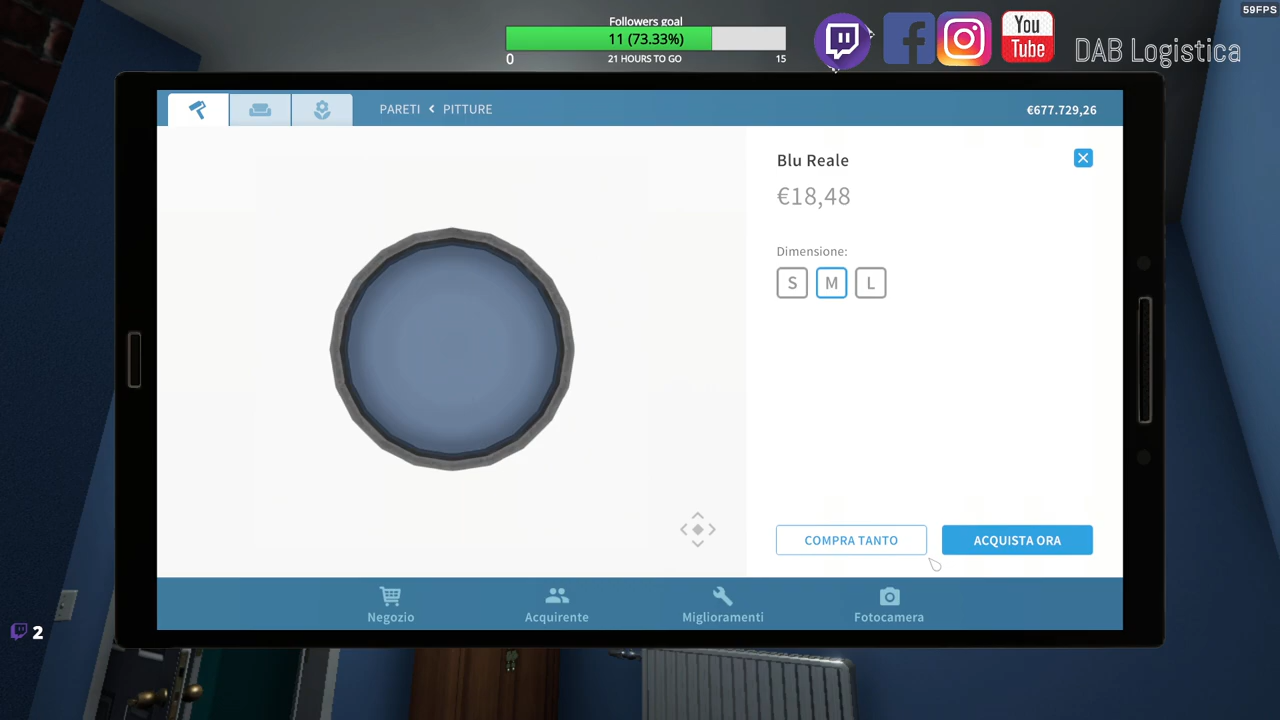 59FPS
Followers goal
11 (73.33%)
0 21 HOURS TO GO 15
You
Tube
DAB Logistica
PARETI < PITTURE
€677.729,26
Blu Reale
€18,48
Dimensione:
S M L
COMPRA TANTO ACQUISTA ORA
Negozio Acquirente Miglioramenti Fotocamera
2